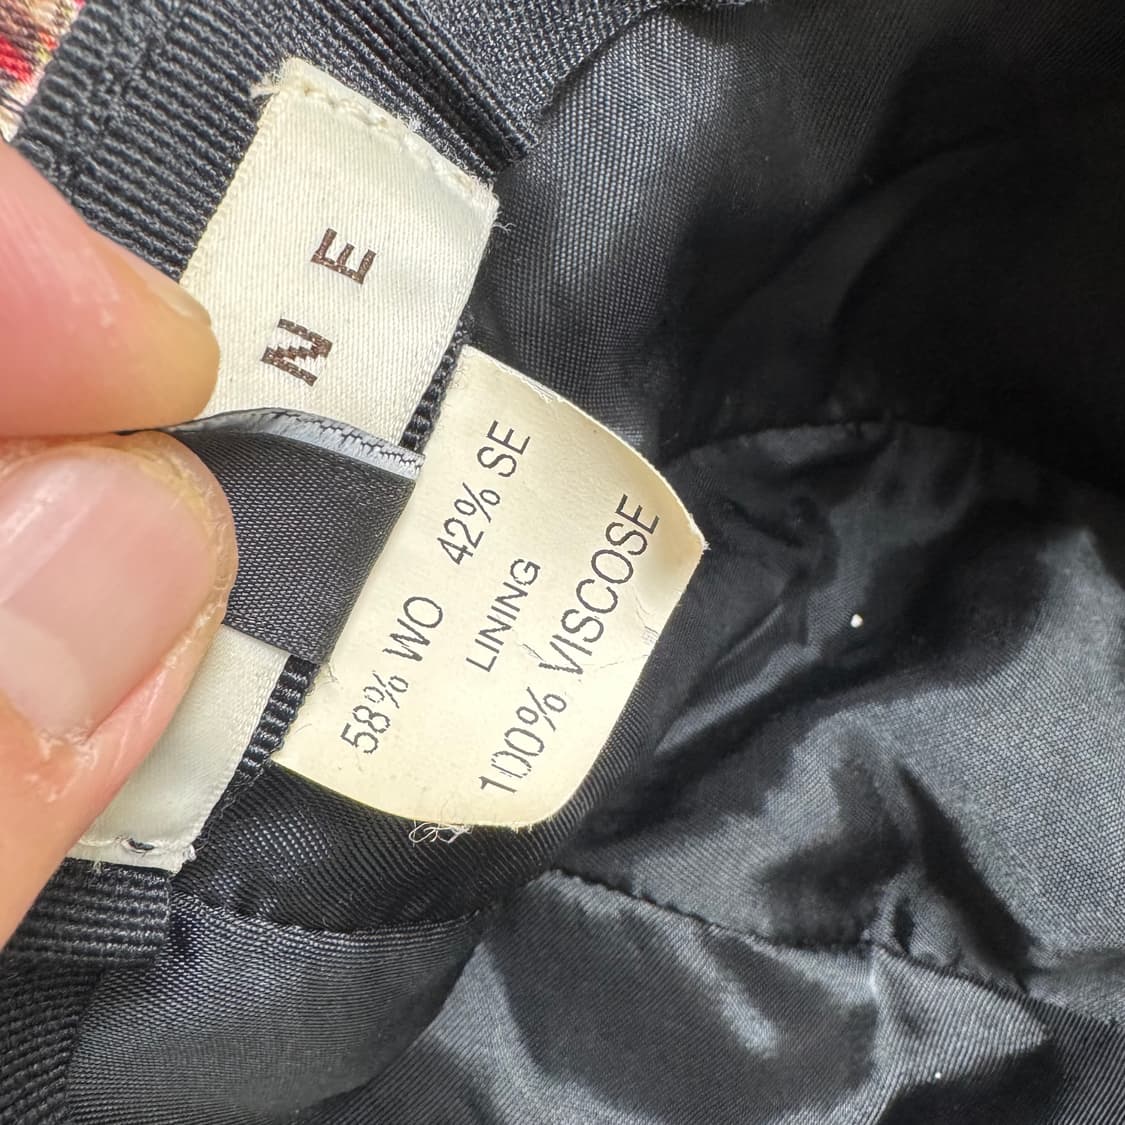 N E
58% WO 42% SE
LINING
100% VISCOSE